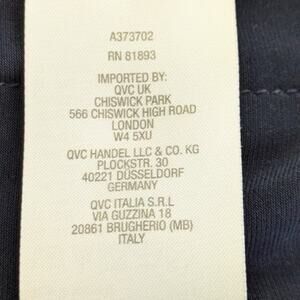 A373702
RN 81893
IMPORTED BY:
QVC UK
CHISWICK PARK
566 CHISWICK HIGH ROAD
LONDON
W4 5XU
QVC HANDEL LLC & CO. KG
PLOCKSTR. 30
40221 DÜSSELDORF
GERMANY
QVC ITALIA S.R.L
VIA GUZZINA 18
20861 BRUGHERIO (MB)
ITALY